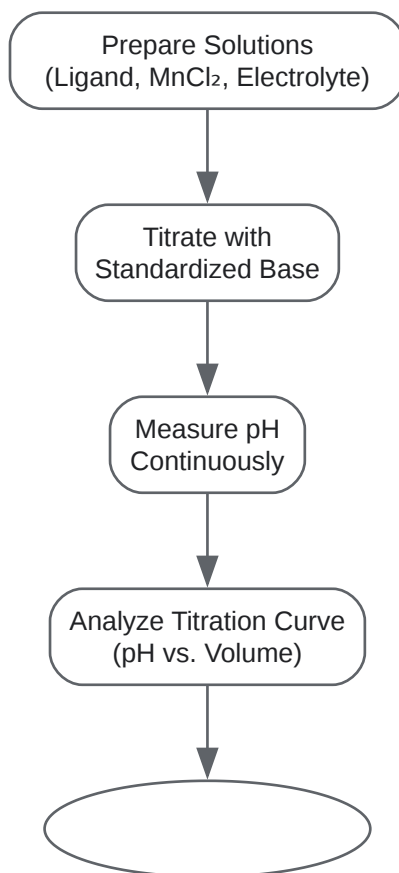 Prepare Solutions
(Ligand, MnCl₂, Electrolyte)
Titrate with
Standardized Base
Measure pH
Continuously
Analyze Titration Curve
(pH vs. Volume)